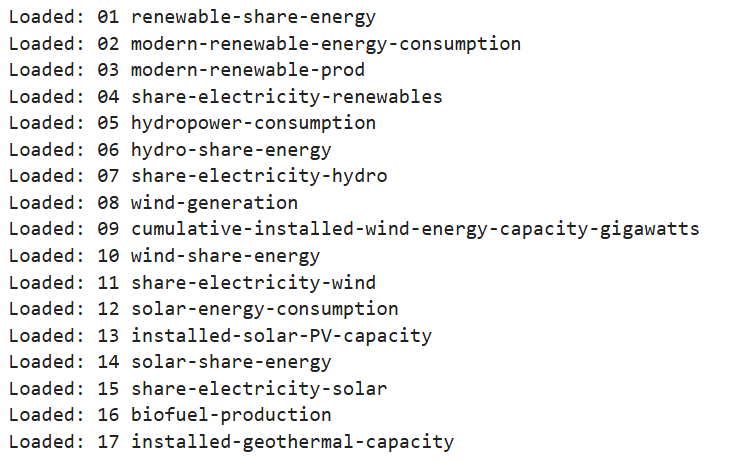 Loaded: 01 renewable-share-energy
Loaded: 02 modern-renewable-energy-consumption
Loaded: 03 modern-renewable-prod
Loaded: 04 share-electricity-renewables
Loaded: 05 hydropower-consumption
Loaded: 06 hydro-share-energy
Loaded: 07 share-electricity-hydro
Loaded: 08 wind-generation
Loaded: 09 cumulative-installed-wind-energy-capacity-gigawatts
Loaded: 10 wind-share-energy
Loaded: 11 share-electricity-wind
Loaded: 12 solar-energy-consumption
Loaded: 13 installed-solar-PV-capacity
Loaded: 14 solar-share-energy
Loaded: 15 share-electricity-solar
Loaded: 16 biofuel-production
Loaded: 17 installed-geothermal-capacity